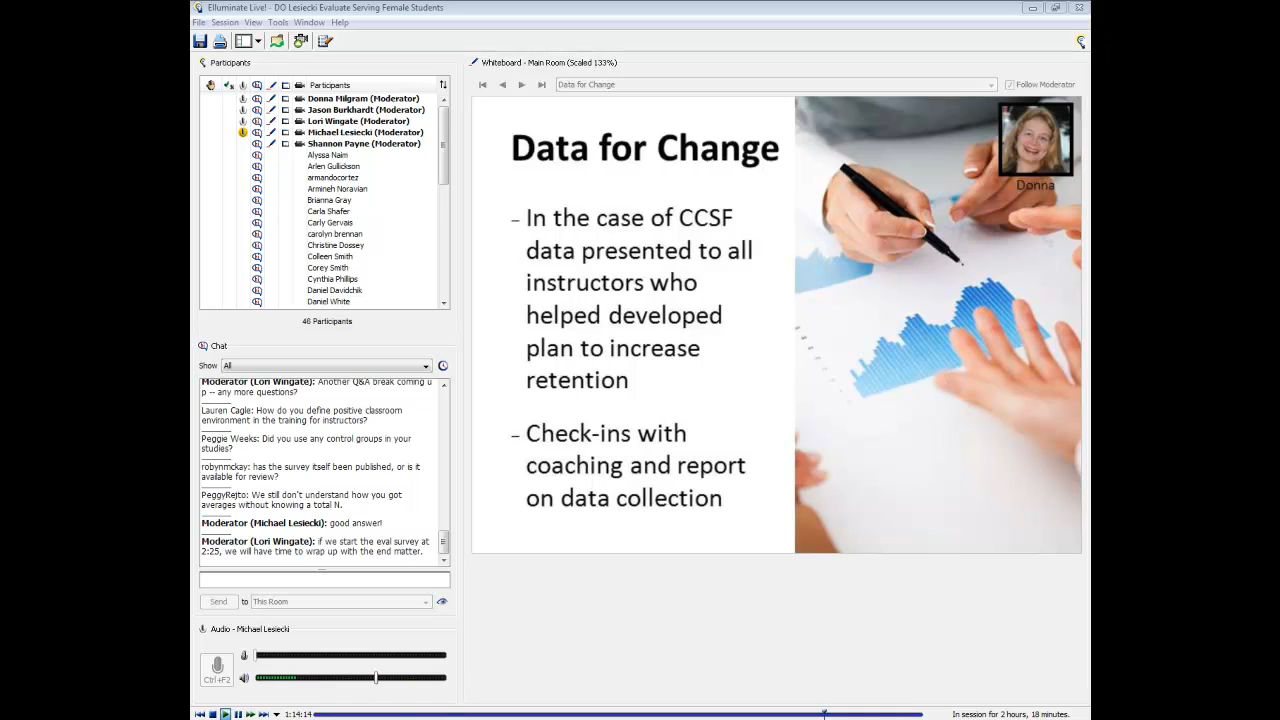 Elluminate Live! - DO Lesiecki Evaluate Serving Female Students
File Session View Tools Window Help
Participants
Participants
Donna Milgram (Moderator)
Jason Burkhardt (Moderator)
Lori Wingate (Moderator)
Michael Lesiecki (Moderator)
Shannon Payne (Moderator)
Alyssa Naim
Arlen Gullickson
armandocortez
Armineh Noravian
Brianna Gray
Carla Shafer
Carly Gervais
carolyn brennan
Christine Dossey
Colleen Smith
Corey Smith
Cynthia Phillips
Daniel Davidchik
Daniel White
46 Participants
Chat
Show All
Moderator (Lori Wingate): Another Q&A break coming u
p -- any more questions?
Lauren Cagle: How do you define positive classroom
environment in the training for instructors?
Peggie Weeks: Did you use any control groups in your
studies?
robynmckay: has the survey itself been published, or is it
available for review?
PeggyRejto: We still don't understand how you got
averages without knowing a total N.
Moderator (Michael Lesiecki): good answer!
Moderator (Lori Wingate): if we start the eval survey at
2:25, we will have time to wrap up with the end matter.
Send to This Room
Audio - Michael Lesiecki
Ctrl+F2
Whiteboard - Main Room (Scaled 133%)
Data for Change
Follow Moderator
Data for Change
– In the case of CCSF
data presented to all
instructors who
helped developed
plan to increase
retention
– Check-ins with
coaching and report
on data collection
Donna
1:14:14
In session for 2 hours, 18 minutes.